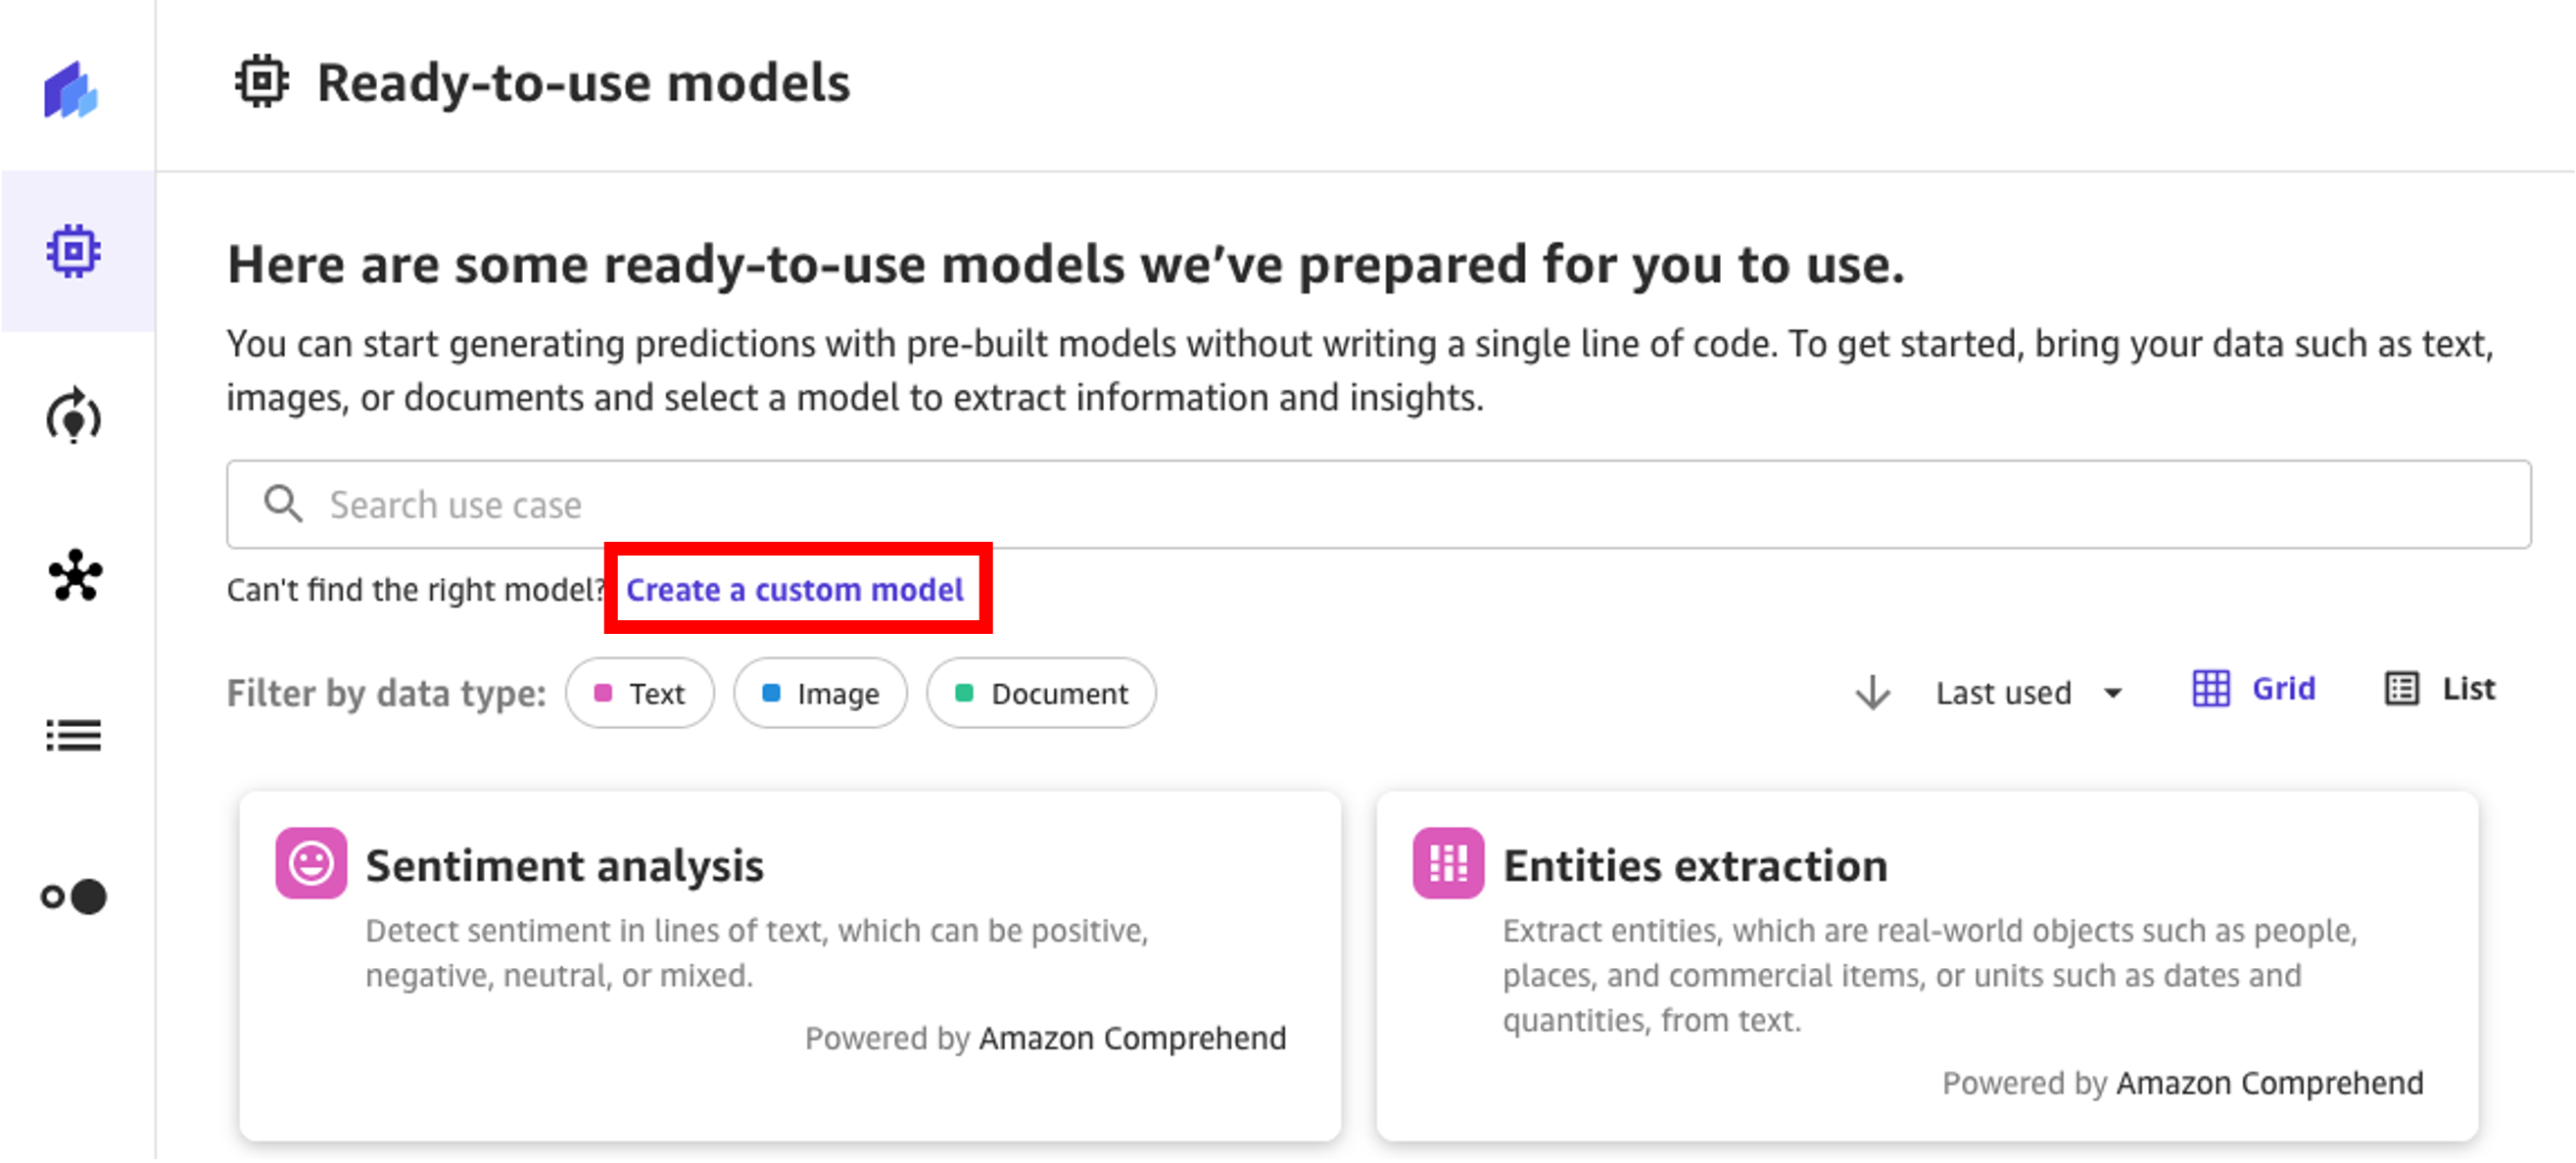 Ready-to-use models
Here are some ready-to-use models we've prepared for you to use.
You can start generating predictions with pre-built models without writing a single line of code. To get started, bring your data such as text,
images, or documents and select a model to extract information and insights.
Search use case
Can't find the right model? Create a custom model
Filter by data type: Text Image Document Last used Grid List
Sentiment analysis
Detect sentiment in lines of text, which can be positive,
negative, neutral, or mixed.
Powered by Amazon Comprehend
Entities extraction
Extract entities, which are real-world objects such as people,
places, and commercial items, or units such as dates and
quantities, from text.
Powered by Amazon Comprehend